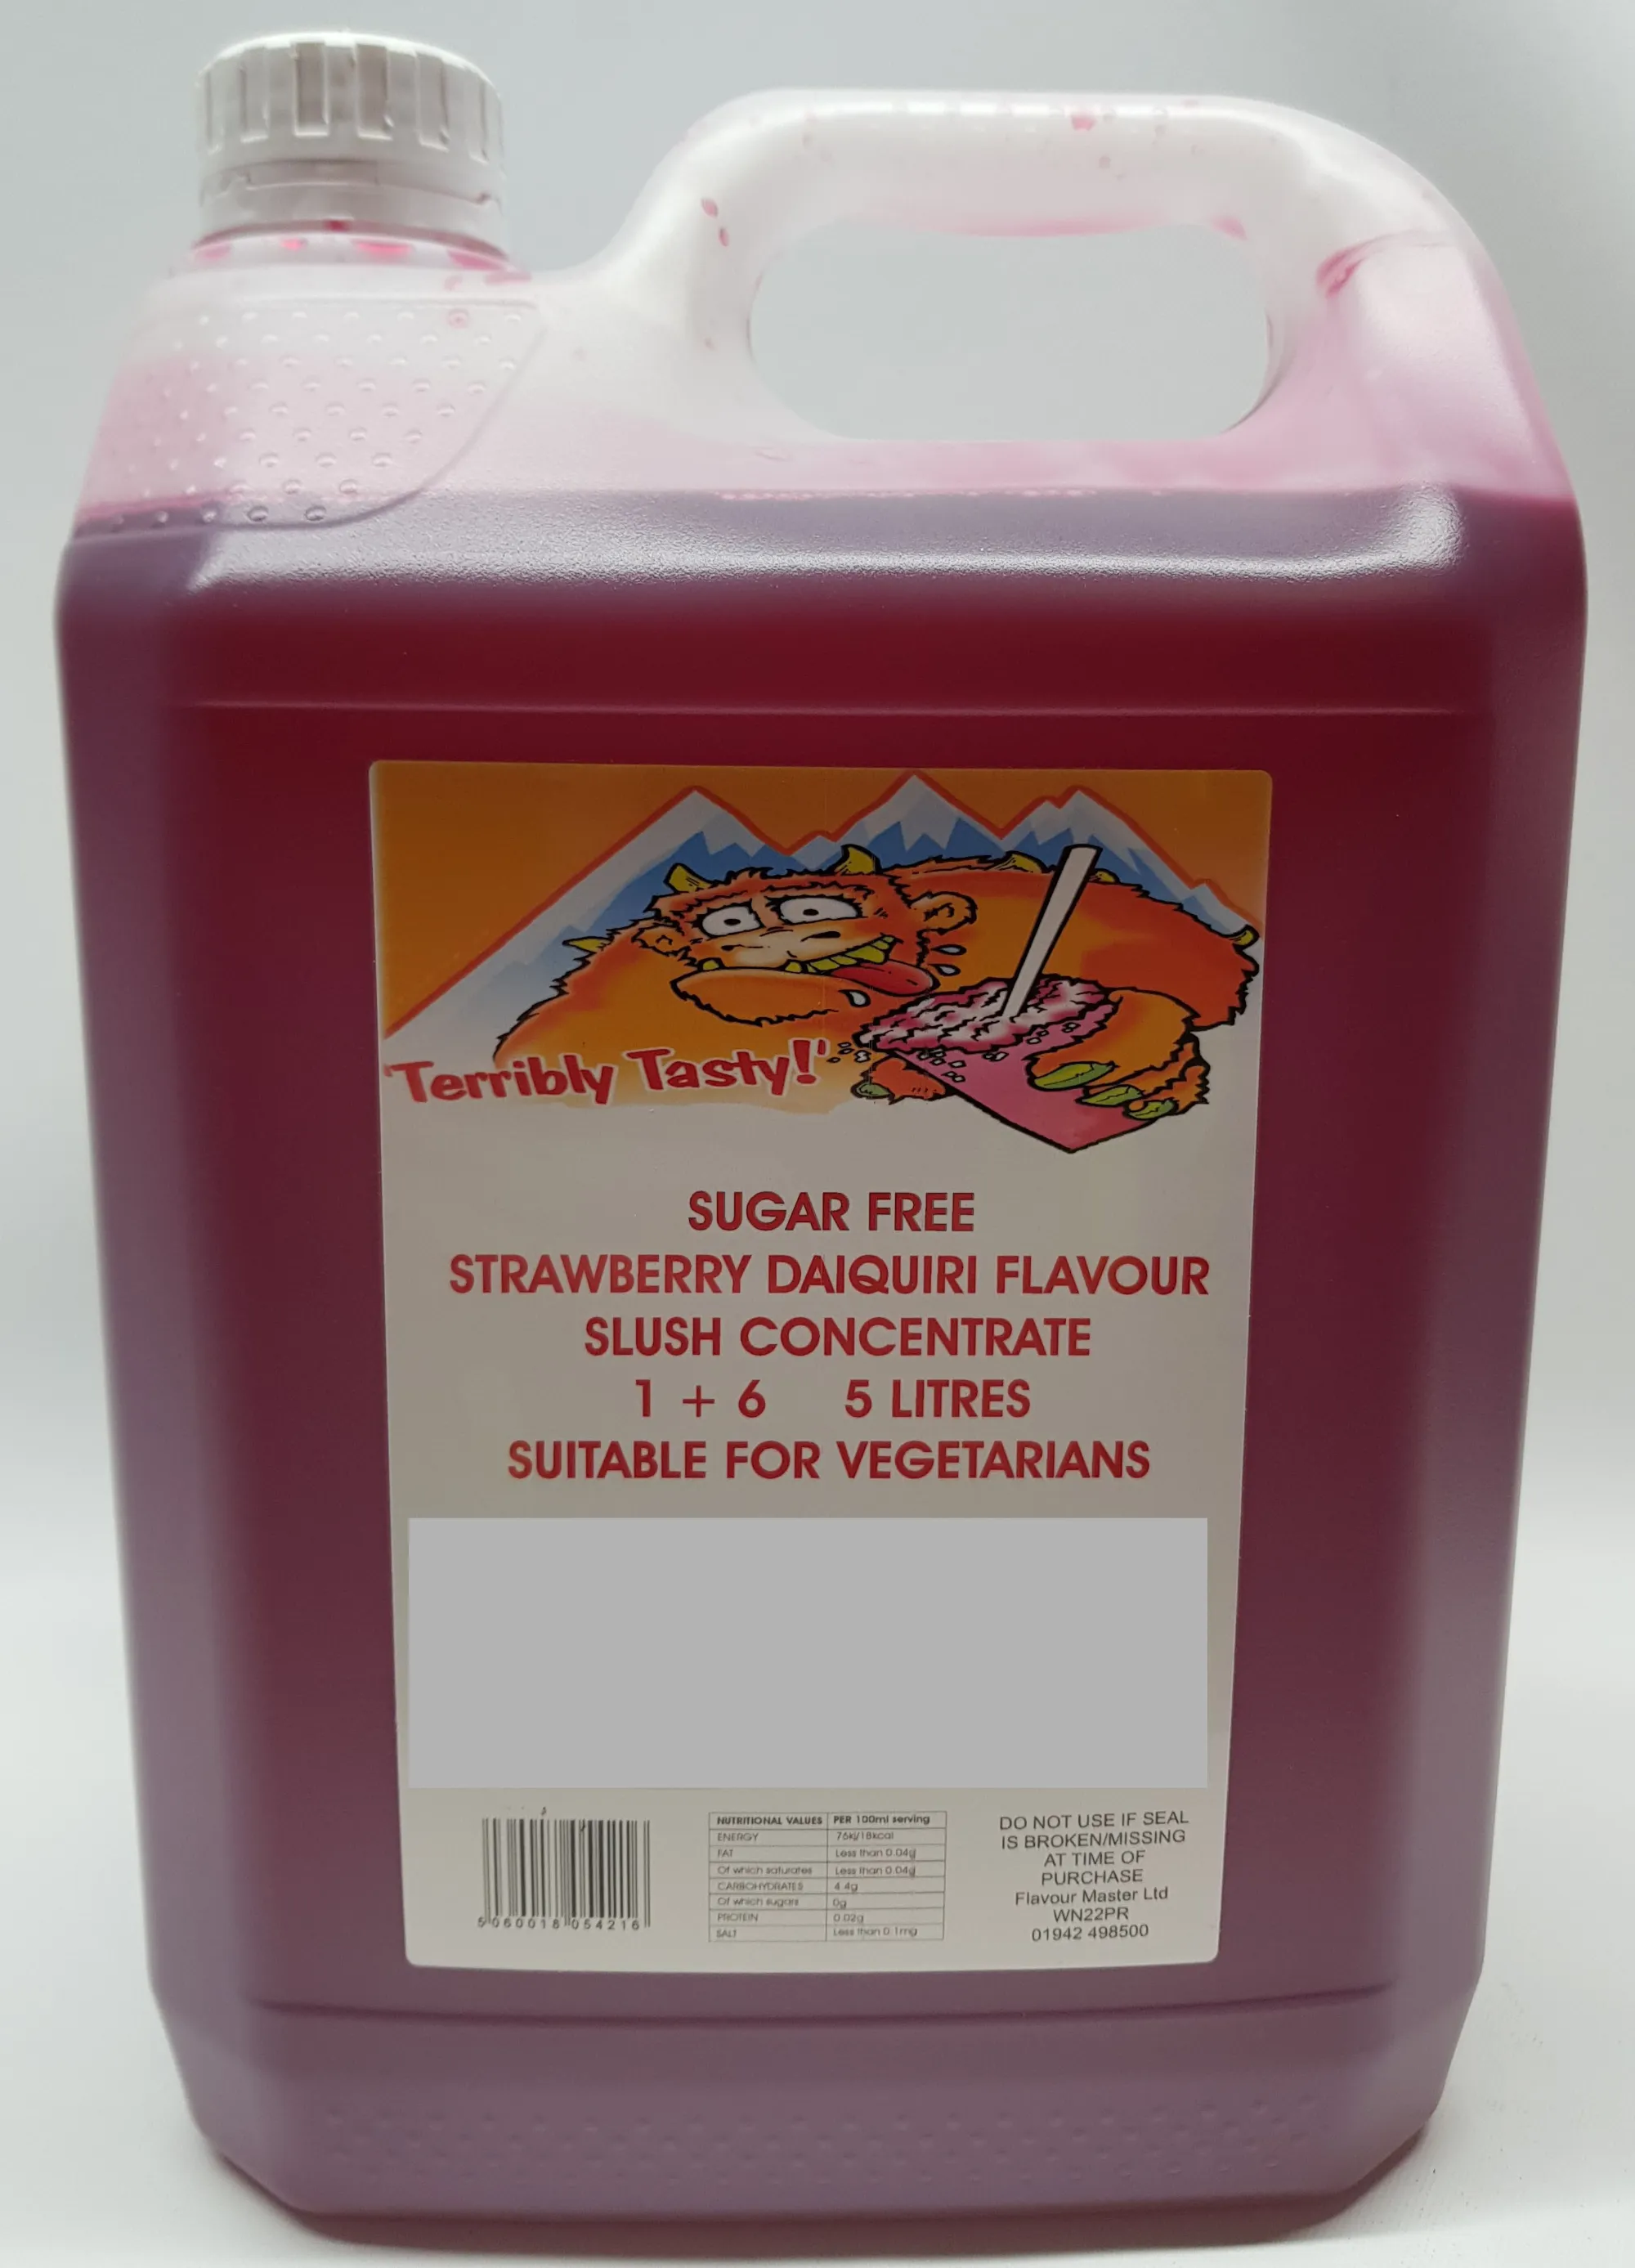 'Terribly Tasty!'
SUGAR FREE
STRAWBERRY DAIQUIRI FLAVOUR
SLUSH CONCENTRATE
1 + 6 5 LITRES
SUITABLE FOR VEGETARIANS
5 060018 054216
NUTRITIONAL VALUES PER 100ml serving
ENERGY 76kj/18kcal
FAT Less than 0.04g
Of which saturates Less than 0.04g
CARBOHYDRATES 4.4g
Of which sugars 0g
PROTEIN 0.02g
SALT Less than 0.1mg
DO NOT USE IF SEAL
IS BROKEN/MISSING
AT TIME OF
PURCHASE
Flavour Master Ltd
WN22PR
01942 498500